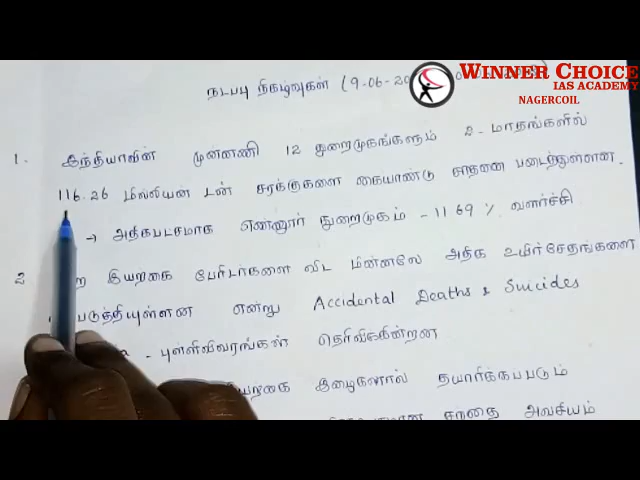 WINNER CHOICE
IAS ACADEMY
NAGERCOIL
நடப்பு நிகழ்வுகள் (9-06-20
1. இந்தியாவின் முன்னணி 12 துறைமுகங்களும் 2-மாதங்களில்
116.26 மில்லியன் டன் சரக்குகளை கையாண்டு சாதனை படைத்துள்ளன.
→ அதிகபட்சமாக எண்ணூர் துறைமுகம் - 11.69 % வளர்ச்சி
2 இயற்கை பேரிடர்களை விட மின்னலே அதிக உயிர்சேதங்களை
படுத்தியுள்ளன என்று Accidental Deaths & Suicides
- புள்ளிவிவரங்கள் தெரிவிக்கின்றன
இழைகளால் தயாரிக்கப்படும்
அவசியம்